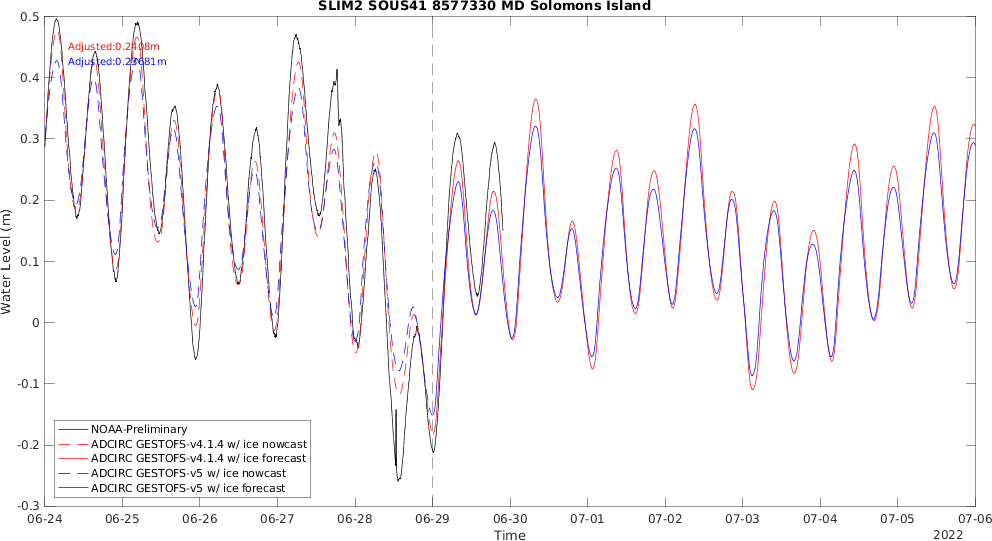 SLIM2 SOUS41 8577330 MD Solomons Island
0.5
Adjusted:0.2408m
Adjusted:0.23681m
0.4
0.3
0.2
0.1
0
-0.1
-0.2
-0.3
Water Level (m)
NOAA-Preliminary
ADCIRC GESTOFS-v4.1.4 w/ ice nowcast
ADCIRC GESTOFS-v4.1.4 w/ ice forecast
ADCIRC GESTOFS-v5 w/ ice nowcast
ADCIRC GESTOFS-v5 w/ ice forecast
06-24 06-25 06-26 06-27 06-28 06-29 06-30 07-01 07-02 07-03 07-04 07-05 07-06
Time
2022